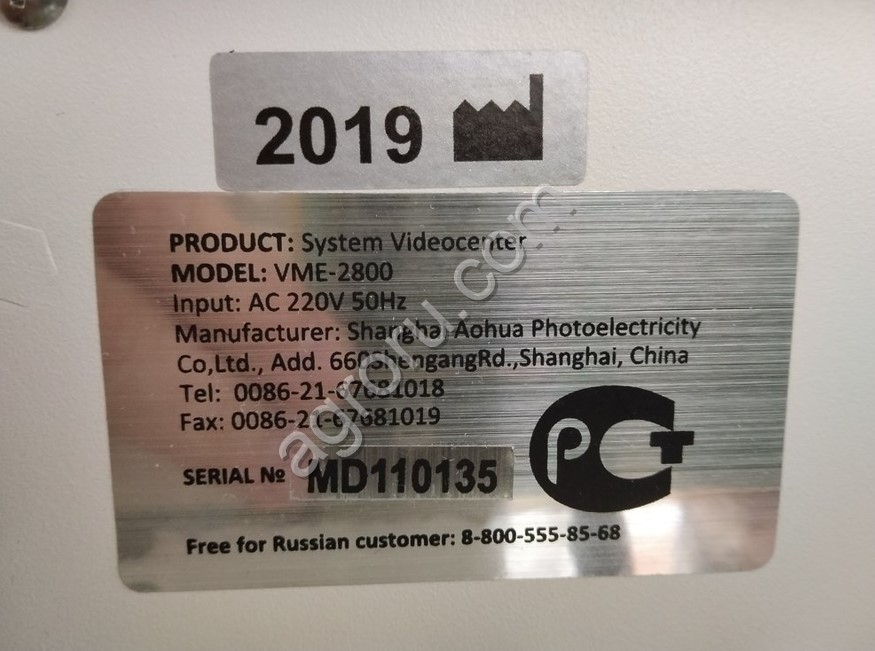 2019
PRODUCT: System Videocenter
MODEL: VME-2800
Input: AC 220V 50Hz
Manufacturer: Shanghai Aohua Photoelectricity
Co,Ltd., Add. 660ShengangRd.,Shanghai, China
Tel: 0086-21-67681018
Fax: 0086-21-67681019
SERIAL № MD110135
РСТ
Free for Russian customer: 8-800-555-85-68
agroru.com